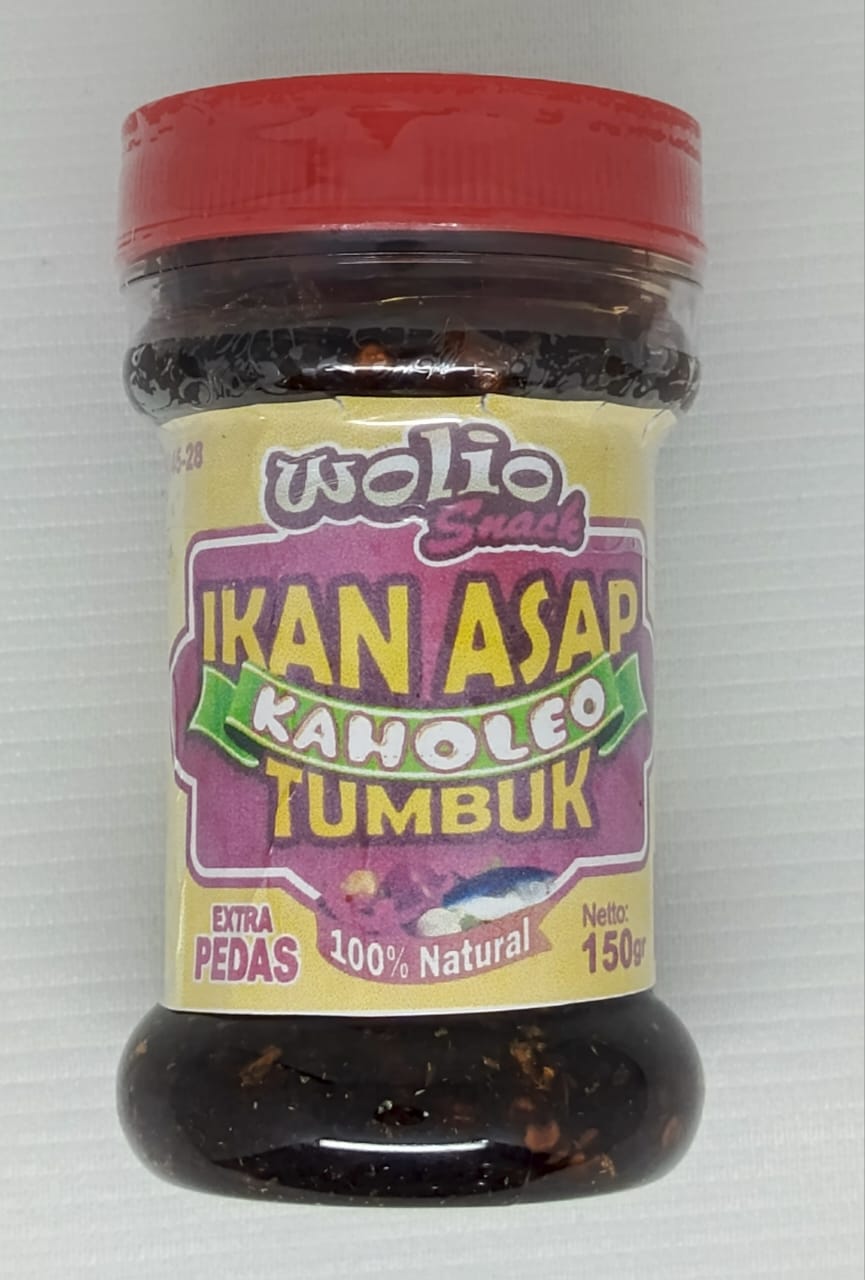 wolio
Snack
IKAN ASAP
KAHOLEO
TUMBUK
EXTRA
PEDAS
100% Natural
Netto:
150gr